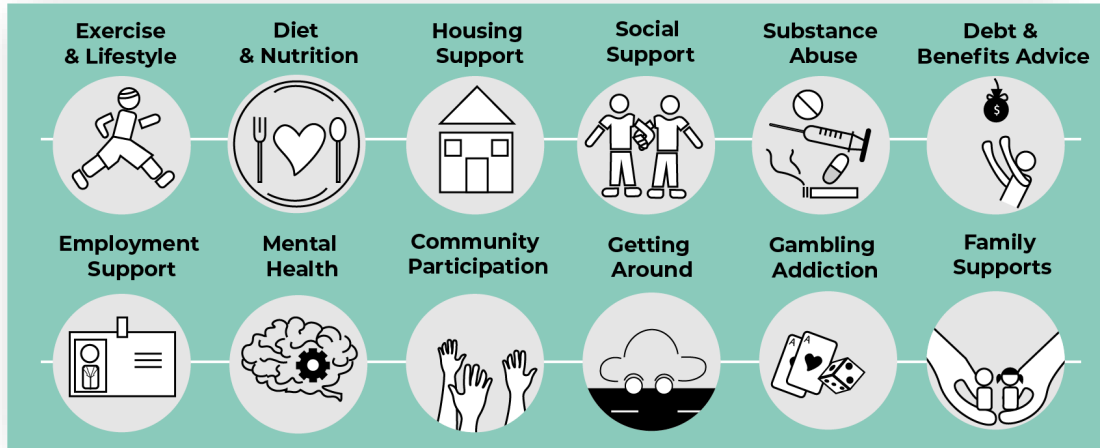 Exercise
& Lifestyle
Diet
& Nutrition
Housing
Support
Social
Support
Substance
Abuse
Debt &
Benefits Advice
$
Employment
Support
Mental
Health
Community
Participation
Getting
Around
Gambling
Addiction
Family
Supports
A
A